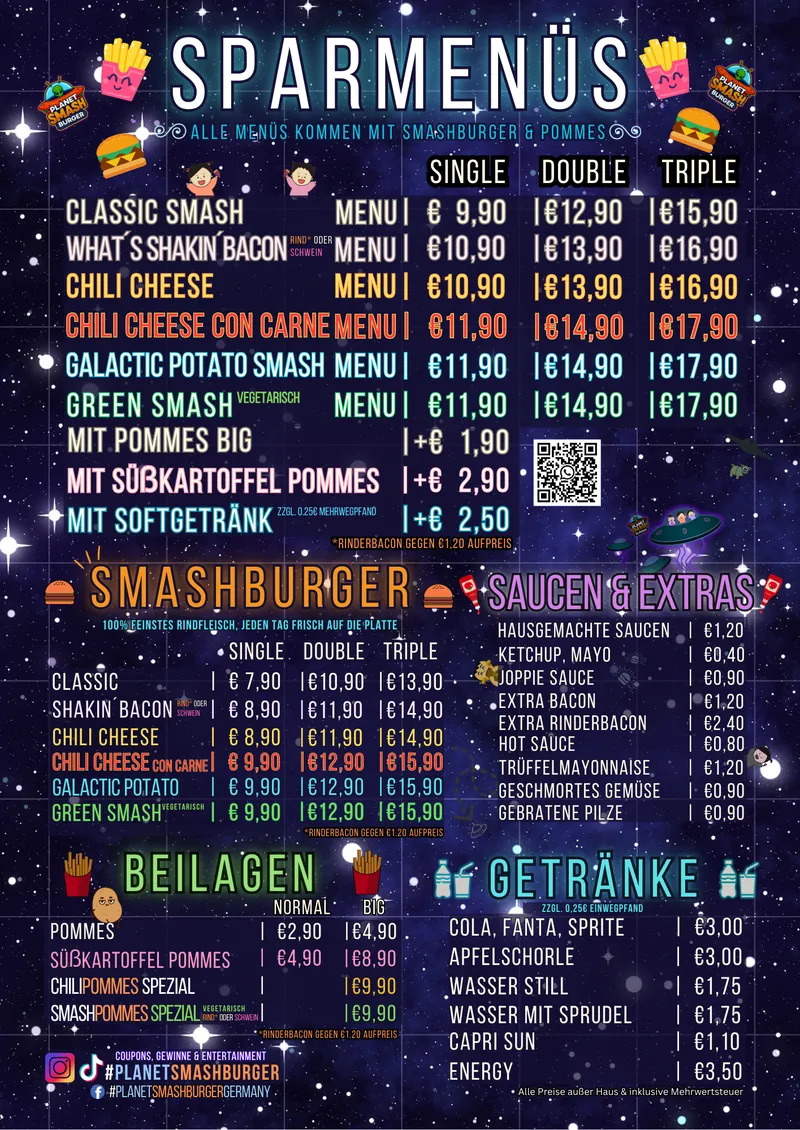 SPARMENÜS
PLANET
SMASH
BURGER
PLANET
SMASH
BURGER
ALLE MENÜS KOMMEN MIT SMASHBURGER & POMMES
SINGLE DOUBLE TRIPLE
CLASSIC SMASH MENU | € 9,90 |€12,90 |€15,90
WHAT´S SHAKIN´BACON RIND* ODER SCHWEIN MENU | €10,90 |€13,90 |€16,90
CHILI CHEESE MENU | €10,90 |€13,90 |€16,90
CHILI CHEESE CON CARNE MENU | €11,90 |€14,90 |€17,90
GALACTIC POTATO SMASH MENU | €11,90 |€14,90 |€17,90
GREEN SMASH VEGETARISCH MENU | €11,90 |€14,90 |€17,90
MIT POMMES BIG |+€ 1,90
MIT SÜßKARTOFFEL POMMES |+€ 2,90
MIT SOFTGETRÄNK ZZGL. 0.25€ MEHRWEGPFAND |+€ 2,50
*RINDERBACON GEGEN €1,20 AUFPREIS
SMASHBURGER
100% FEINSTES RINDFLEISCH, JEDEN TAG FRISCH AUF DIE PLATTE
SINGLE DOUBLE TRIPLE
CLASSIC | € 7,90 |€10,90 |€13,90
SHAKIN´BACON RIND* ODER SCHWEIN | € 8,90 |€11,90 |€14,90
CHILI CHEESE | € 8,90 |€11,90 |€14,90
CHILI CHEESE CON CARNE | € 9,90 |€12,90 |€15,90
GALACTIC POTATO | € 9,90 |€12,90 |€15,90
GREEN SMASH VEGETARISCH | € 9,90 |€12,90 |€15,90
*RINDERBACON GEGEN €1.20 AUFPREIS
SAUCEN & EXTRAS
HAUSGEMACHTE SAUCEN | €1,20
KETCHUP, MAYO | €0,40
JOPPIE SAUCE | €0,90
EXTRA BACON | €1,20
EXTRA RINDERBACON | €2,40
HOT SAUCE | €0,80
TRÜFFELMAYONNAISE | €1,20
GESCHMORTES GEMÜSE | €0,90
GEBRATENE PILZE | €0,90
BEILAGEN
NORMAL BIG
POMMES | €2,90 |€4,90
SÜßKARTOFFEL POMMES | €4,90 |€8,90
CHILIPOMMES SPEZIAL | |€9,90
SMASHPOMMES SPEZIAL VEGETARISCH RIND* ODER SCHWEIN | |€9,90
*RINDERBACON GEGEN €1.20 AUFPREIS
GETRÄNKE
ZZGL. 0,25€ EINWEGPFAND
COLA, FANTA, SPRITE | €3,00
APFELSCHORLE | €3,00
WASSER STILL | €1,75
WASSER MIT SPRUDEL | €1,75
CAPRI SUN | €1,10
ENERGY | €3,50
COUPONS, GEWINNE & ENTERTAINMENT
#PLANETSMASHBURGER
#PLANETSMASHBURGERGERMANY
Alle Preise außer Haus & inklusive Mehrwertsteuer